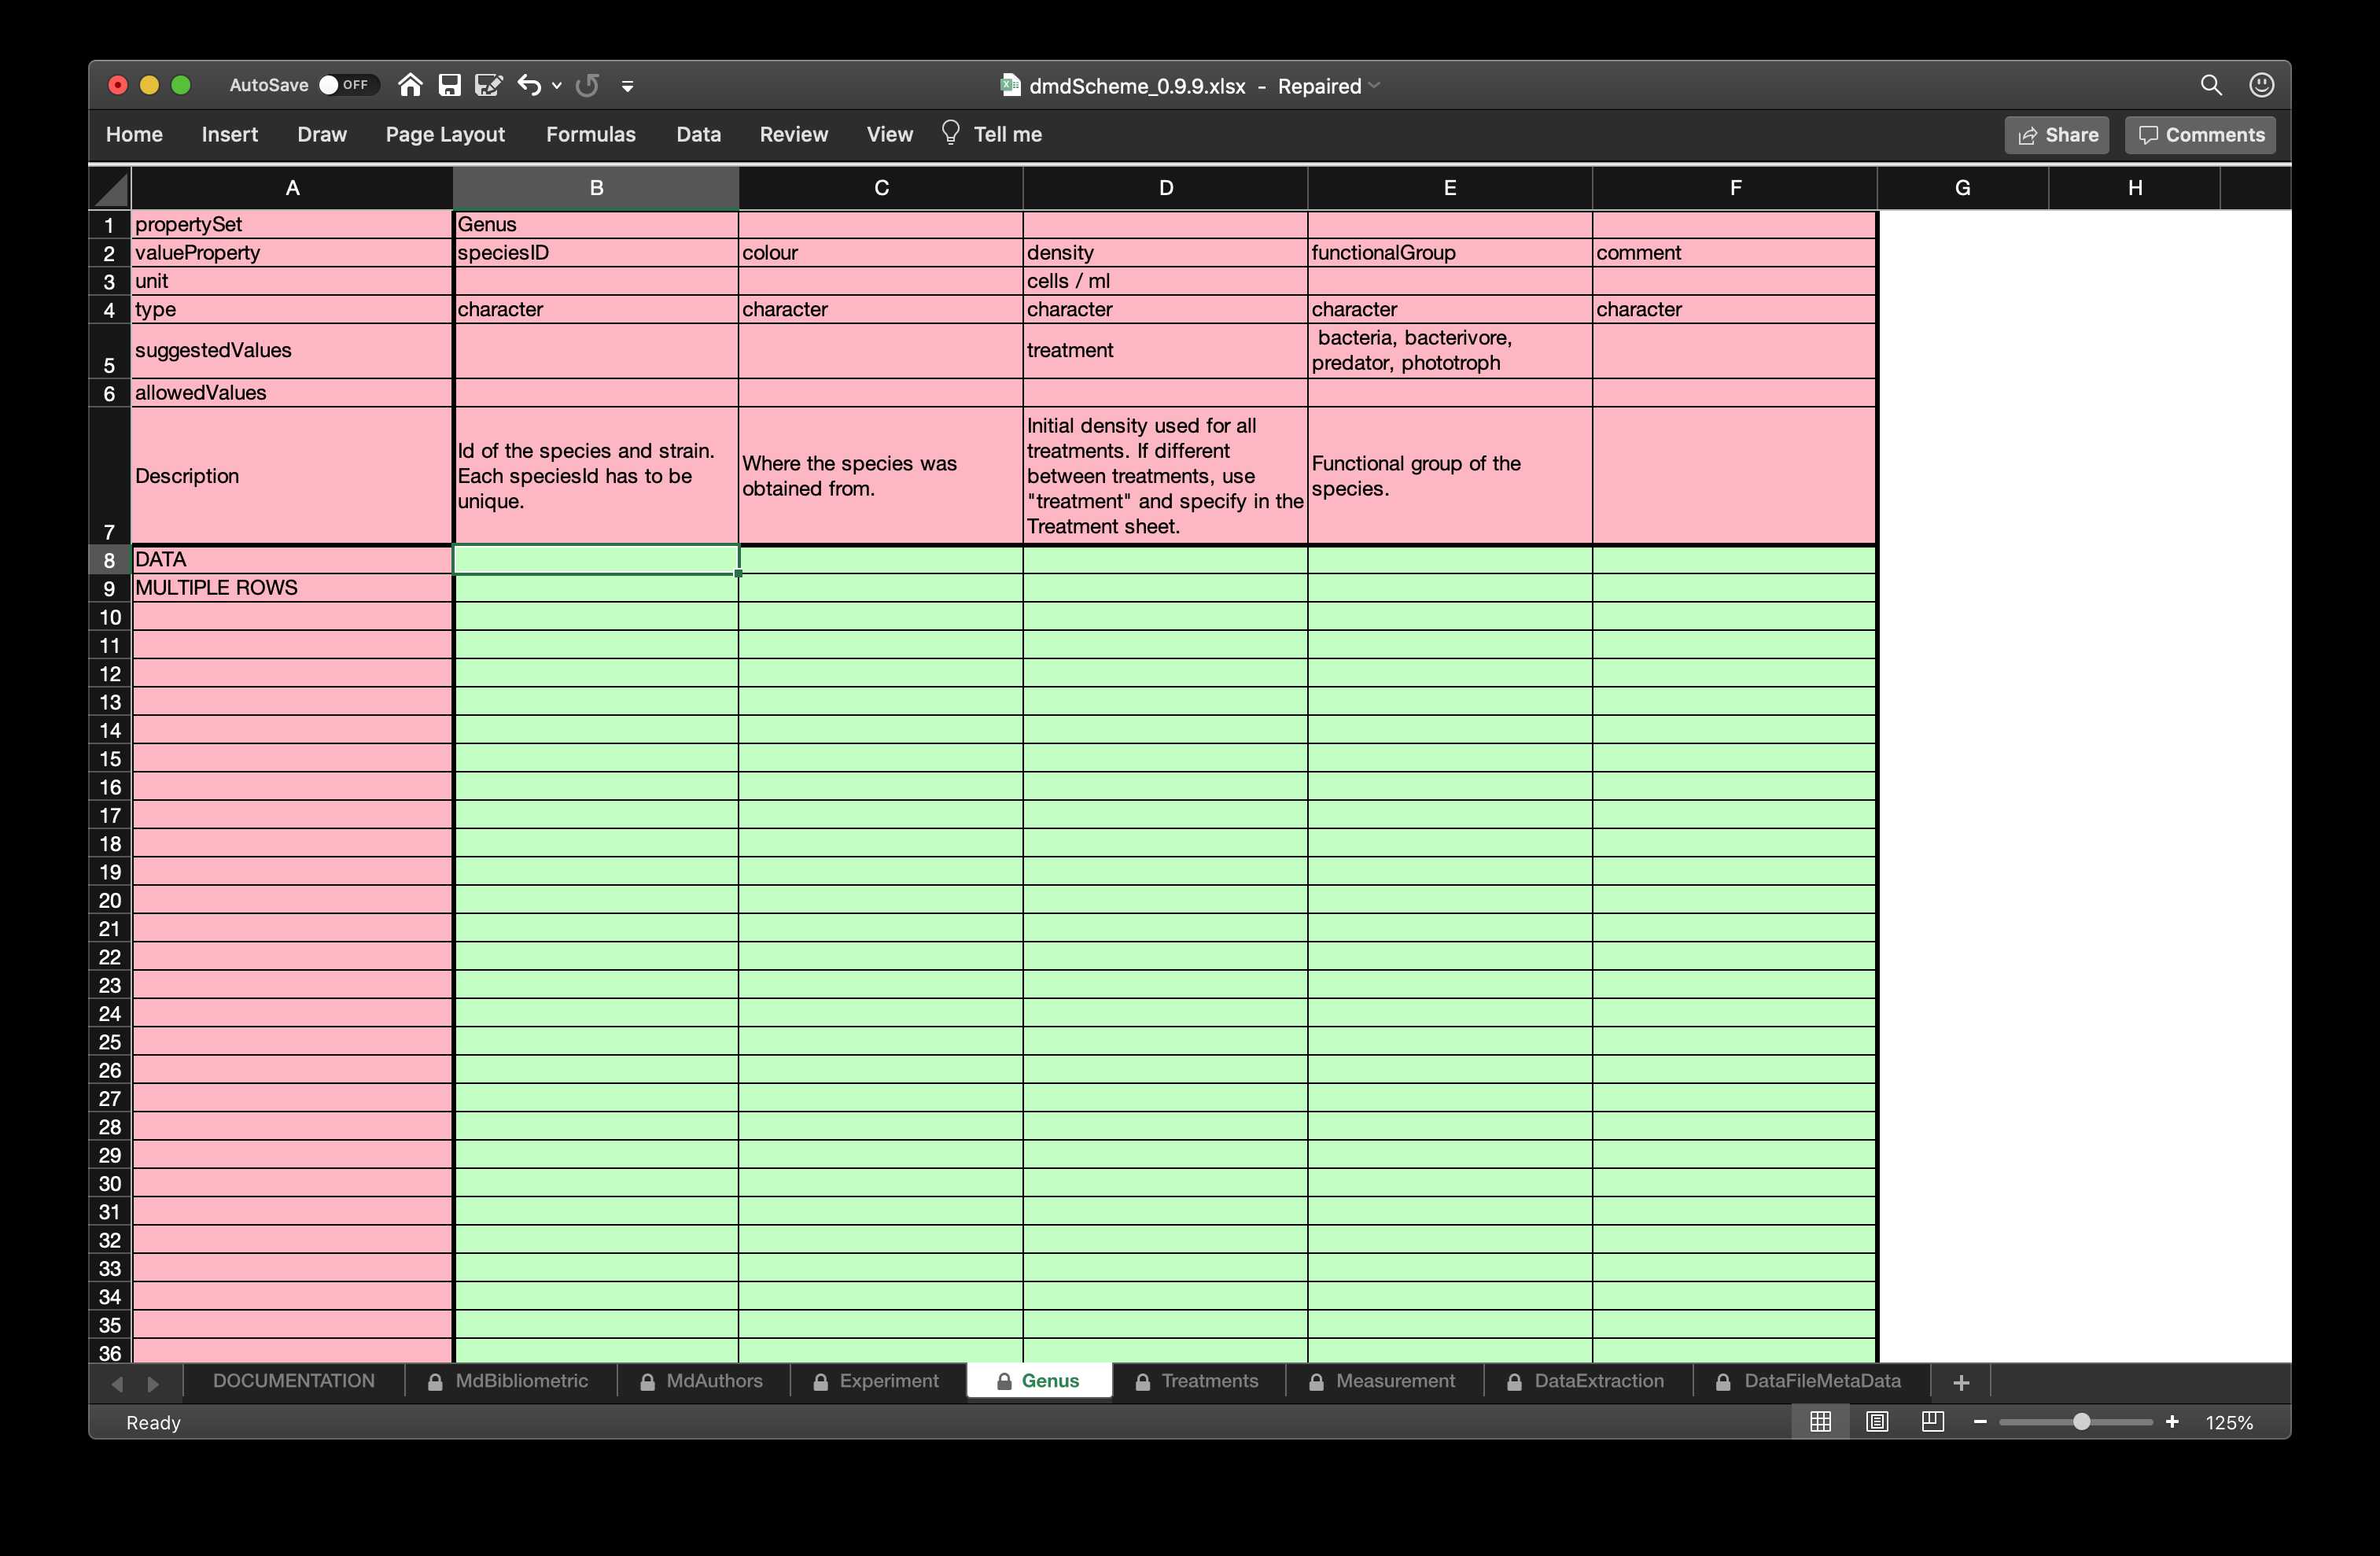 AutoSave OFF dmdScheme_0.9.9.xlsx - Repaired
Home Insert Draw Page Layout Formulas Data Review View Tell me Share Comments
A B C D E F G H
1 propertySet Genus
2 valueProperty speciesID colour density functionalGroup comment
3 unit cells / ml
4 type character character character character character
5 suggestedValues treatment bacteria, bacterivore,
predator, phototroph
6 allowedValues
7 Description
Id of the species and strain.
Each speciesId has to be
unique.
Where the species was
obtained from.
Initial density used for all
treatments. If different
between treatments, use
"treatment" and specify in the
Treatment sheet.
Functional group of the
species.
8 DATA
9 MULTIPLE ROWS
10
11
12
13
14
15
16
17
18
19
20
21
22
23
24
25
26
27
28
29
30
31
32
33
34
35
36
DOCUMENTATION MdBibliometric MdAuthors Experiment Genus Treatments Measurement DataExtraction DataFileMetaData +
Ready 125%